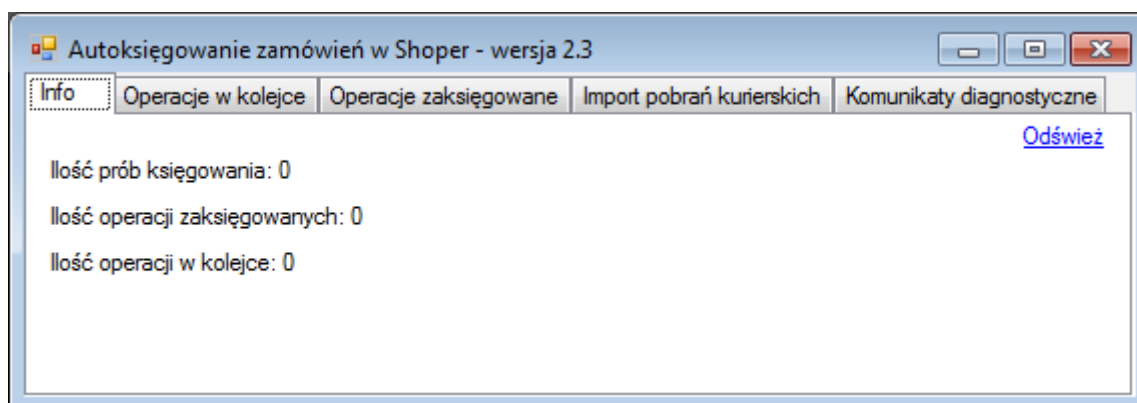 Autoksięgowanie zamówień w Shoper - wersja 2.3
Info Operacje w kolejce Operacje zaksięgowane Import pobrań kurierskich Komunikaty diagnostyczne
Odśwież
Ilość prób księgowania: 0
Ilość operacji zaksięgowanych: 0
Ilość operacji w kolejce: 0